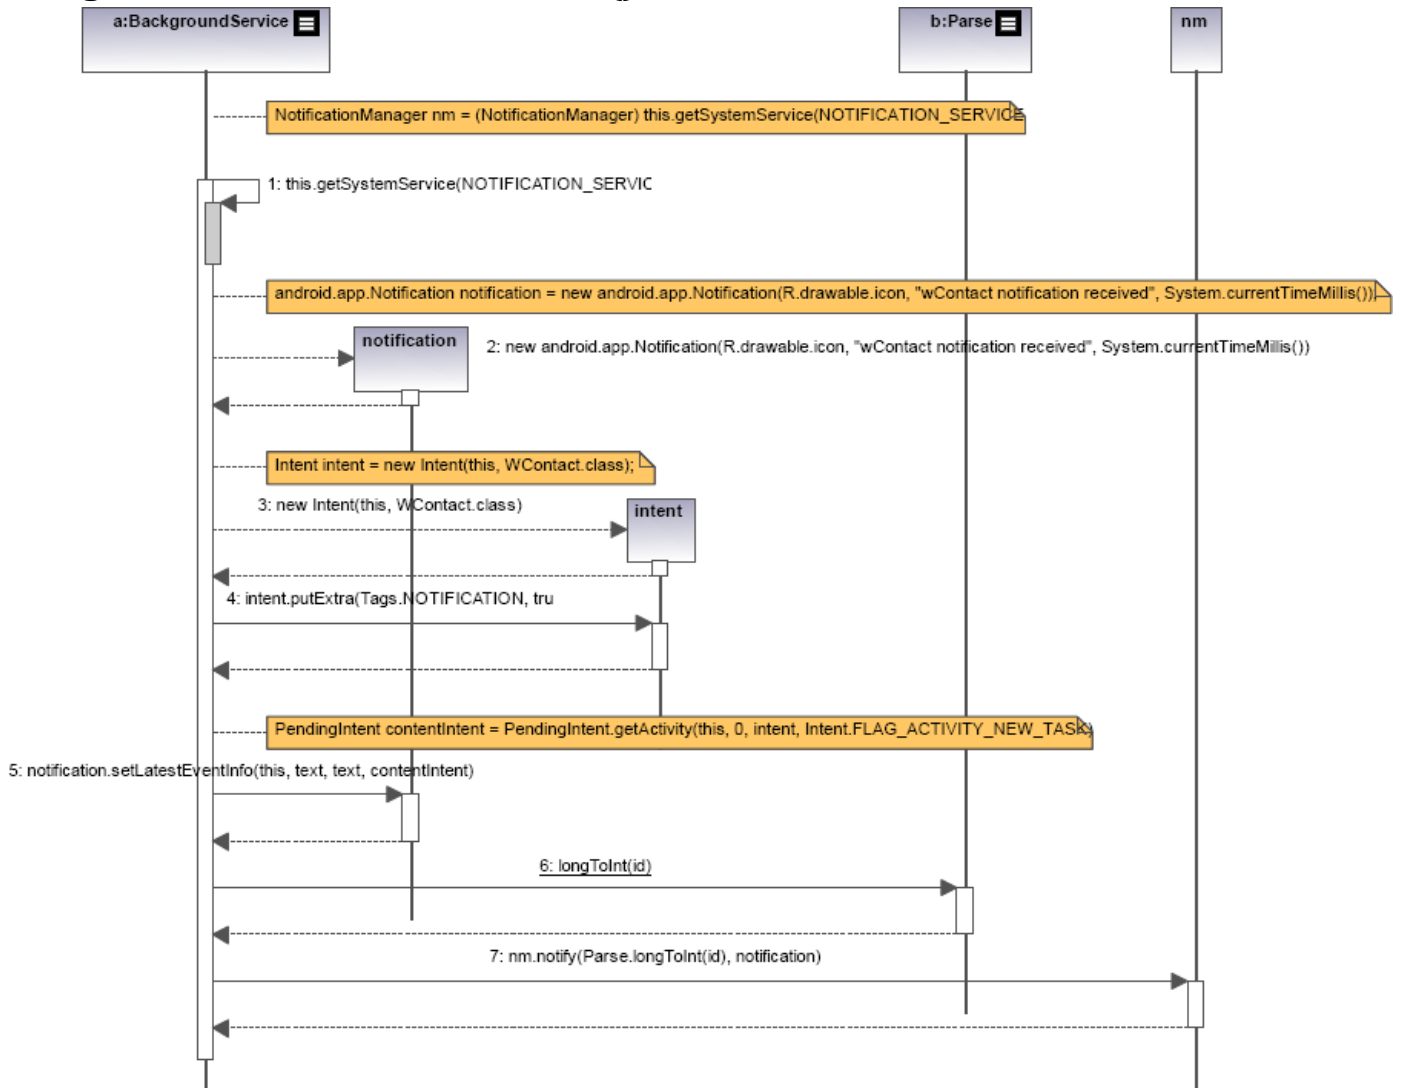 a:BackgroundService
b:Parse
nm
NotificationManager nm = (NotificationManager) this.getSystemService(NOTIFICATION_SERVICE
1: this.getSystemService(NOTIFICATION_SERVIC
android.app.Notification notification = new android.app.Notification(R.drawable.icon, "wContact notification received", System.currentTimeMillis());
notification
2: new android.app.Notification(R.drawable.icon, "wContact notification received", System.currentTimeMillis())
Intent intent = new Intent(this, WContact.class);
3: new Intent(this, WContact.class)
intent
4: intent.putExtra(Tags.NOTIFICATION, tru
PendingIntent contentIntent = PendingIntent.getActivity(this, 0, intent, Intent.FLAG_ACTIVITY_NEW_TASK)
5: notification.setLatestEventInfo(this, text, text, contentIntent)
6: longToInt(id)
7: nm.notify(Parse.longToInt(id), notification)